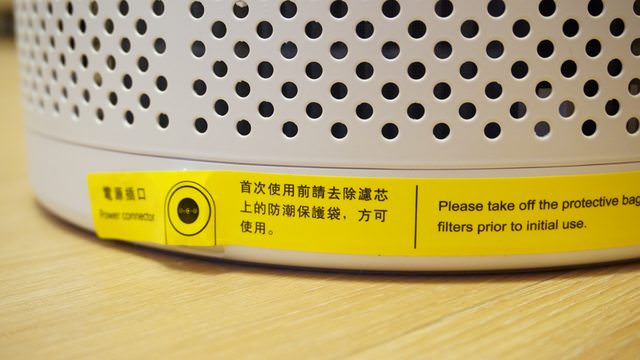 電源插口
Power connector
首次使用前請去除濾芯
上的防潮保護袋，方可
使用。
Please take off the protective bag
filters prior to initial use.